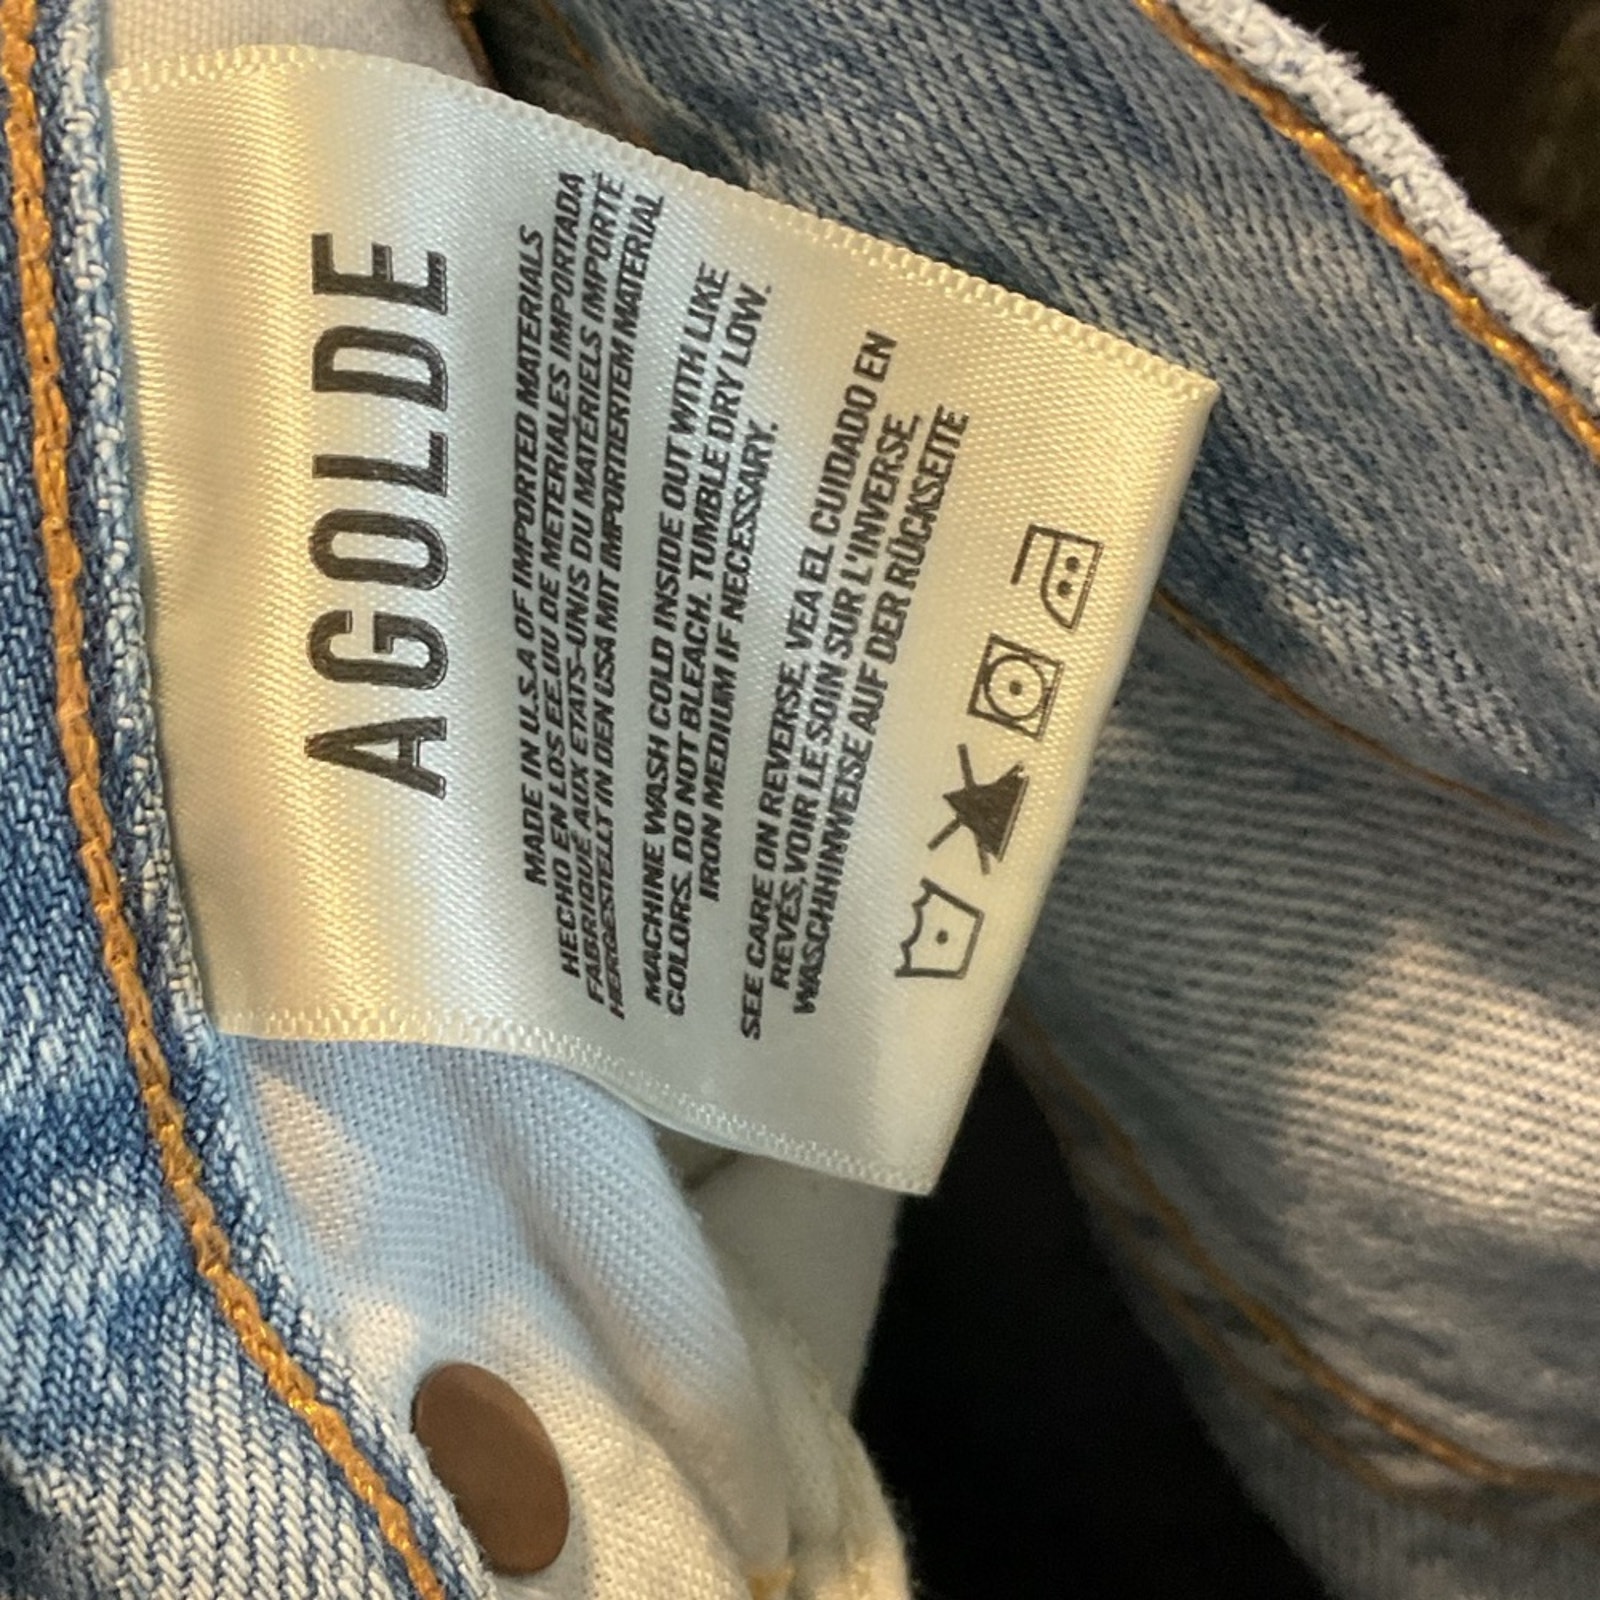 AGOLDE
MADE IN U.S.A OF IMPORTED MATERIALS
HECHO EN LOS EE.UU DE METERIALES IMPORTADA
FABRIQUÉ AUX ÉTATS-UNIS DU MATÉRIELS IMPORTÉ
HERGESTELLT IN DEN USA MIT IMPORTIERTEM MATERIAL
MACHINE WASH COLD INSIDE OUT WITH LIKE
COLORS. DO NOT BLEACH. TUMBLE DRY LOW.
IRON MEDIUM IF NECESSARY.
SEE CARE ON REVERSE, VEA EL CUIDADO EN
REVÉS, VOIR LE SOIN SUR L'INVERSE,
WASCHHINWEISE AUF DER RÜCKSEITE